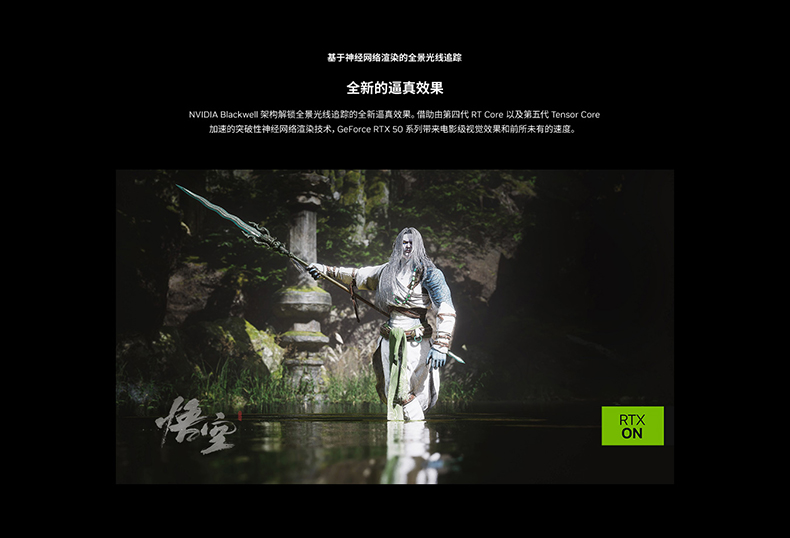 基于神经网络渲染的全景光线追踪
全新的逼真效果
NVIDIA Blackwell 架构解锁全景光线追踪的全新逼真效果。借助由第四代 RT Core 以及第五代 Tensor Core
加速的突破性神经网络渲染技术，GeForce RTX 50 系列带来电影级视觉效果和前所未有的速度。
悟空
RTX
ON